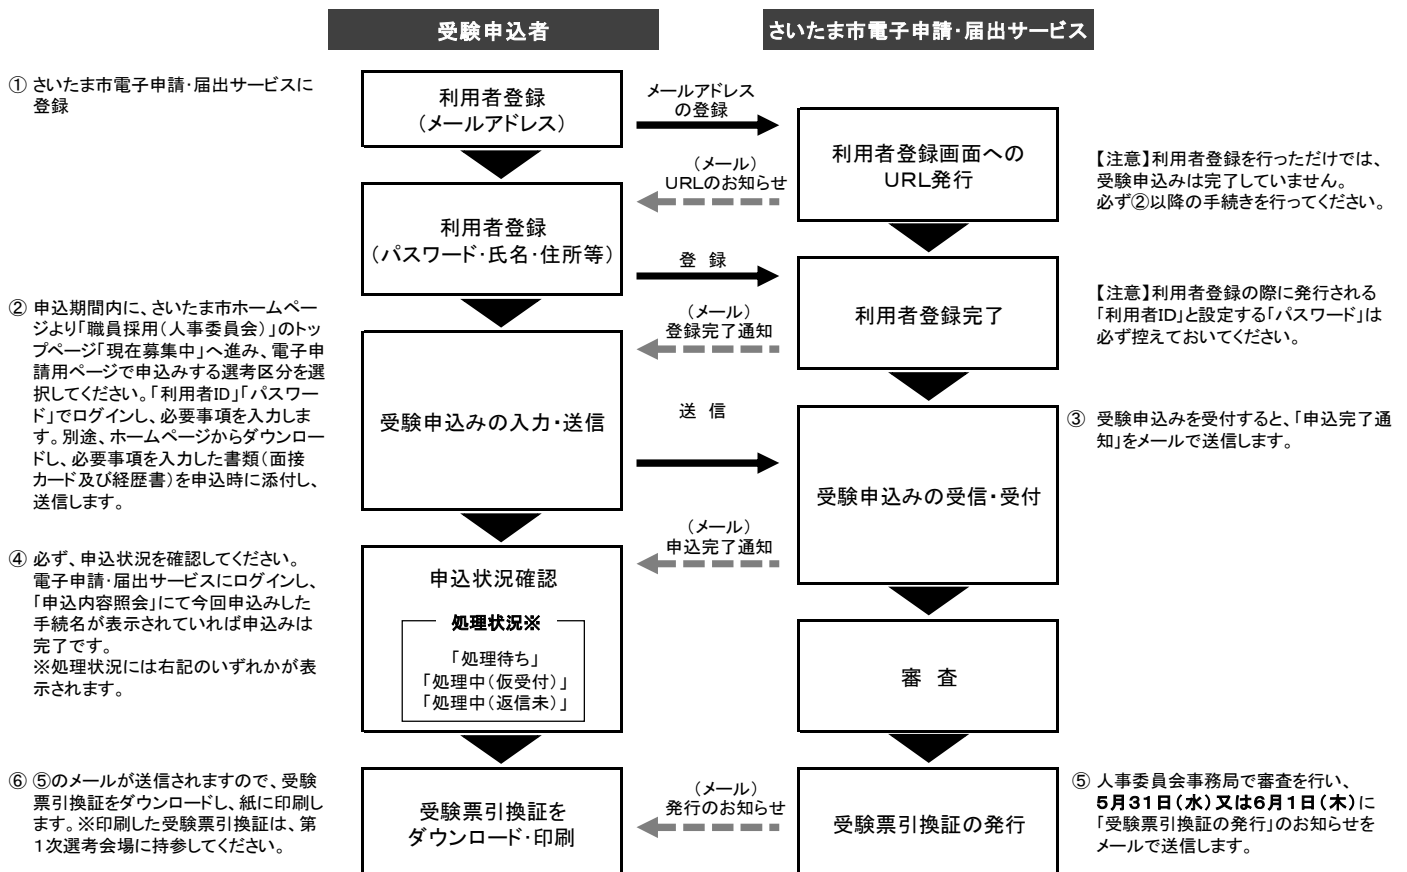 受験申込者
さいたま市電子申請・届出サービス
① さいたま市電子申請・届出サービスに
登録
利用者登録
（メールアドレス）
メールアドレス
の登録
利用者登録画面への
ＵＲＬ発行
（メール）
ＵＲＬのお知らせ
【注意】利用者登録を行っただけでは、
受験申込みは完了していません。
必ず②以降の手続きを行ってください。
利用者登録
（パスワード・氏名・住所等）
登 録
利用者登録完了
（メール）
登録完了通知
【注意】利用者登録の際に発行される
「利用者ID」と設定する「パスワード」は
必ず控えておいてください。
② 申込期間内に、さいたま市ホームペー
ジより「職員採用（人事委員会）」のトッ
プページ「現在募集中」へ進み、電子申
請用ページで申込みする選考区分を選
択してください。「利用者ID」「パスワー
ド」でログインし、必要事項を入力しま
す。別途、ホームページからダウンロー
ドし、必要事項を入力した書類（面接
カード及び経歴書）を申込時に添付し、
送信します。
受験申込みの入力・送信
送 信
受験申込みの受信・受付
③ 受験申込みを受付すると、「申込完了通
知」をメールで送信します。
（メール）
申込完了通知
④ 必ず、申込状況を確認してください。
電子申請・届出サービスにログインし、
「申込内容照会」にて今回申込みした
手続名が表示されていれば申込みは
完了です。
※処理状況には右記のいずれかが表
示されます。
申込状況確認
処理状況※
「処理待ち」
「処理中（仮受付）」
「処理中（返信未）」
審 査
⑥ ⑤のメールが送信されますので、受験
票引換証をダウンロードし、紙に印刷し
ます。※印刷した受験票引換証は、第
１次選考会場に持参してください。
受験票引換証を
ダウンロード・印刷
（メール）
発行のお知らせ
受験票引換証の発行
⑤ 人事委員会事務局で審査を行い、
５月３１日（水）又は６月１日（木）に
「受験票引換証の発行」のお知らせを
メールで送信します。